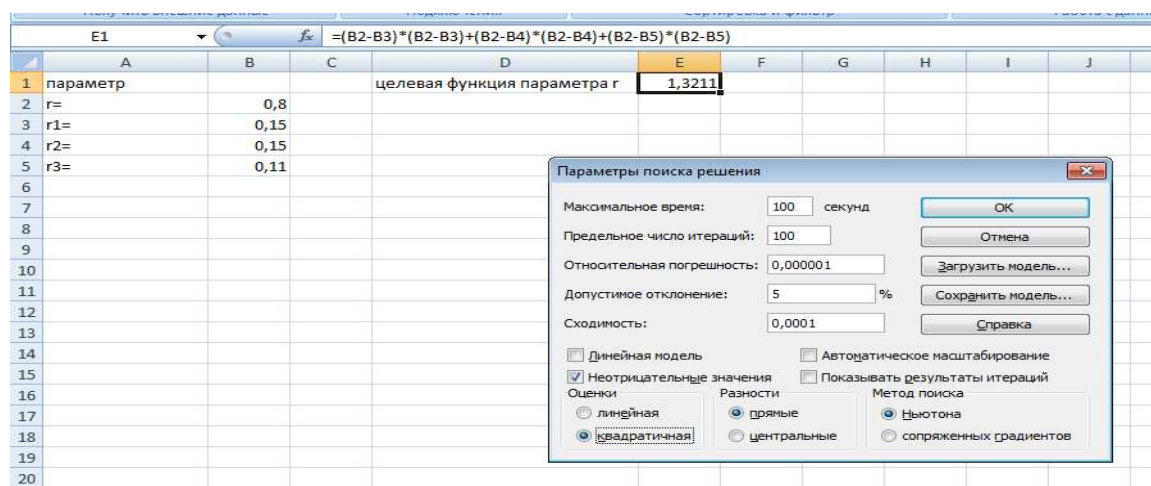 E1 fx =(B2-B3)*(B2-B3)+(B2-B4)*(B2-B4)+(B2-B5)*(B2-B5)
A B C D E F G H I J
1 параметр целевая функция параметра r 1,3211
2 r= 0,8
3 r1= 0,15
4 r2= 0,15
5 r3= 0,11
6
7
8
9
10
11
12
13
14
15
16
17
18
19
20
Параметры поиска решения
Максимальное время: 100 секунд OK
Предельное число итераций: 100 Отмена
Относительная погрешность: 0,000001 Загрузить модель...
Допустимое отклонение: 5 % Сохранить модель...
Сходимость: 0,0001 Справка
Линейная модель Автоматическое масштабирование
Неотрицательные значения Показывать результаты итераций
Оценки Разности Метод поиска
линейная прямые Ньютона
квадратичная центральные сопряженных градиентов